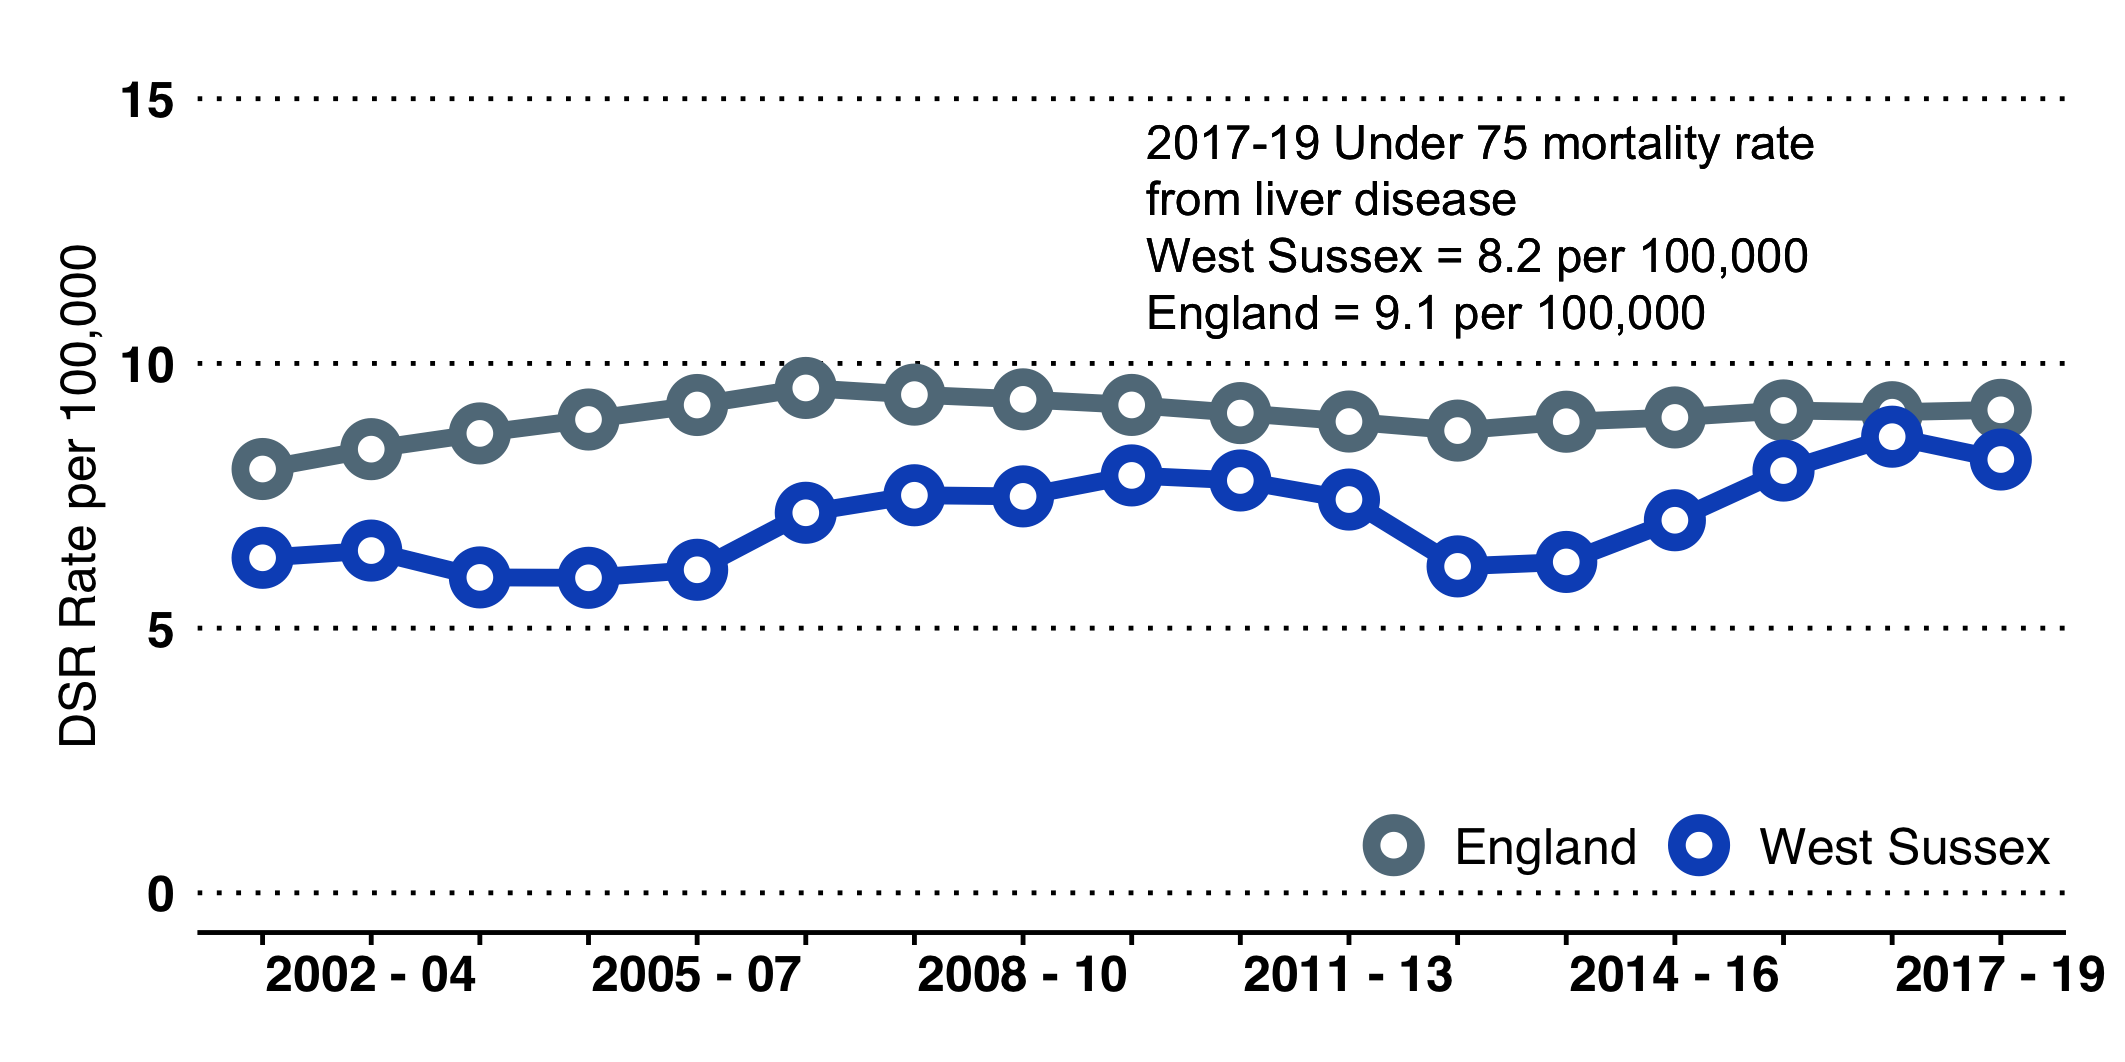 15
2017-19 Under 75 mortality rate
from liver disease
West Sussex = 8.2 per 100,000
England = 9.1 per 100,000
10
DSR Rate per 100,000
5
England West Sussex
0
2002 - 04 2005 - 07 2008 - 10 2011 - 13 2014 - 16 2017 - 19